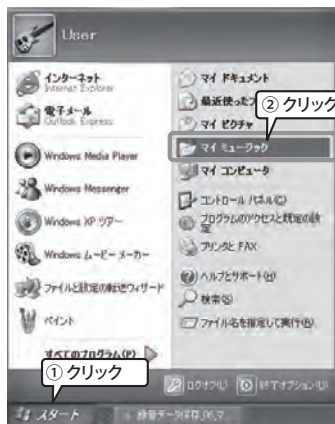 User
インターネット
Internet Explorer
電子メール
Outlook Express
Windows Media Player
Windows Messenger
Windows XP ツアー
Windows ムービー メーカー
ファイルと設定の転送ウィザード
ペイント
すべてのプログラム(P)
① クリック
マイ ドキュメント
最近使ったフ
② クリック
マイ ピクチャ
マイ ミュージック
マイ コンピュータ
コントロール パネル(C)
プログラムのアクセスと既定の設
定
プリンタと FAX
ヘルプとサポート(H)
検索(S)
ファイル名を指定して実行(R)
ログオフ(L)
終了オプション(U)
スタート